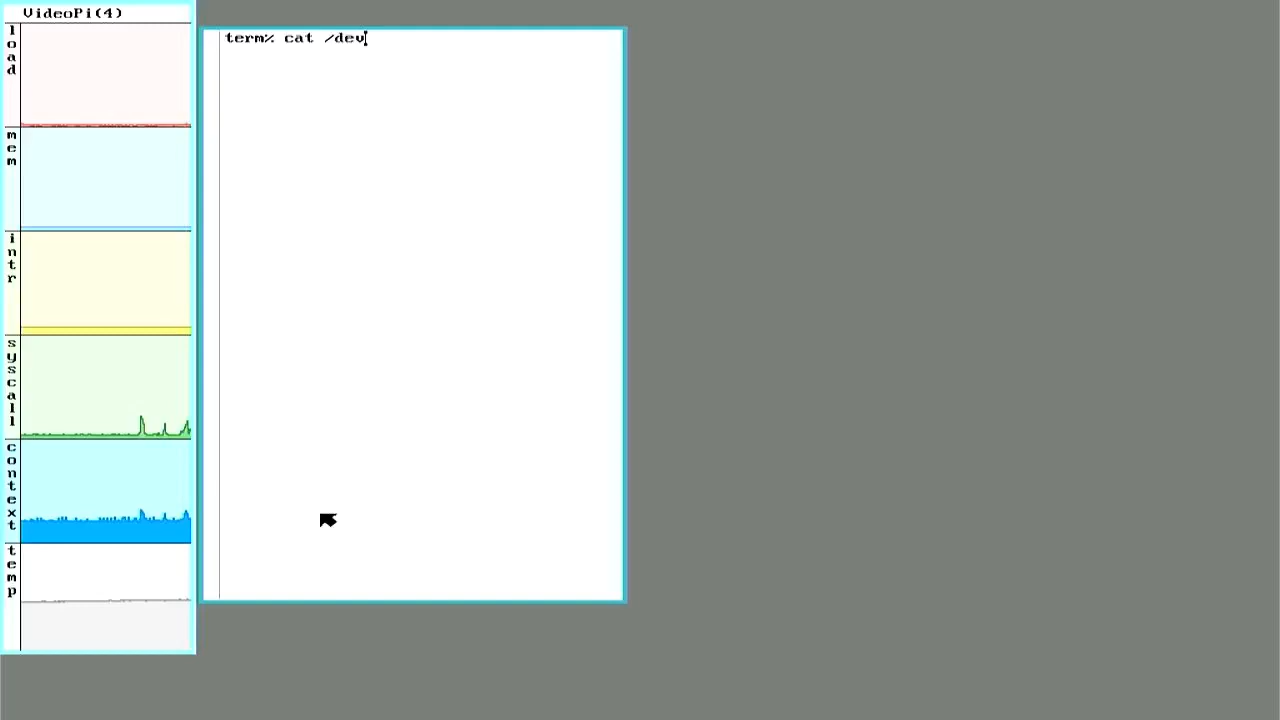 VideoPi(4)
load
mem
intr
syscall
context
temp
term% cat /dev